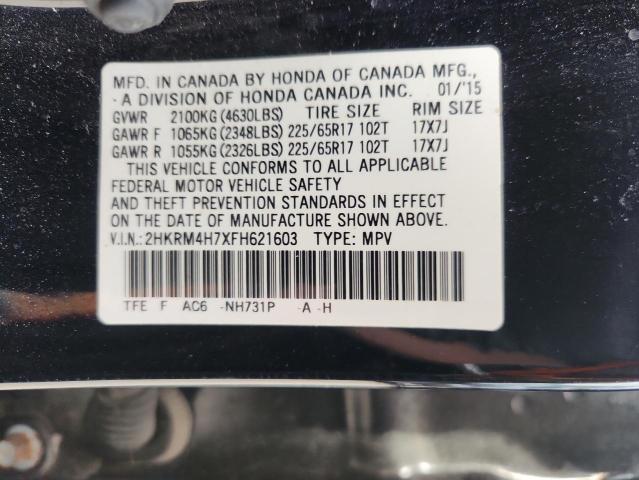 MFD. IN CANADA BY HONDA OF CANADA MFG.,
- A DIVISION OF HONDA CANADA INC. 01/'15
GVWR 2100KG(4630LBS) TIRE SIZE RIM SIZE
GAWR F 1065KG(2348LBS) 225/65R17 102T 17X7J
GAWR R 1055KG(2326LBS) 225/65R17 102T 17X7J
THIS VEHICLE CONFORMS TO ALL APPLICABLE
FEDERAL MOTOR VEHICLE SAFETY
AND THEFT PREVENTION STANDARDS IN EFFECT
ON THE DATE OF MANUFACTURE SHOWN ABOVE.
V.I.N.: 2HKRM4H7XFH621603 TYPE: MPV
TFE F AC6 -NH731P -A -H